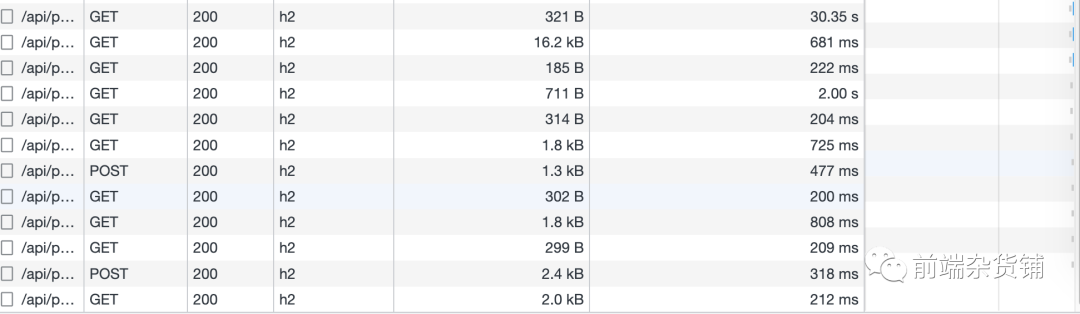 /api/p... GET 200 h2 321 B 30.35 s
/api/p... GET 200 h2 16.2 kB 681 ms
/api/p... GET 200 h2 185 B 222 ms
/api/p... GET 200 h2 711 B 2.00 s
/api/p... GET 200 h2 314 B 204 ms
/api/p... GET 200 h2 1.8 kB 725 ms
/api/p... POST 200 h2 1.3 kB 477 ms
/api/p... GET 200 h2 302 B 200 ms
/api/p... GET 200 h2 1.8 kB 808 ms
/api/p... GET 200 h2 299 B 209 ms
/api/p... POST 200 h2 2.4 kB 318 ms
前端杂货铺
/api/p... GET 200 h2 2.0 kB 212 ms